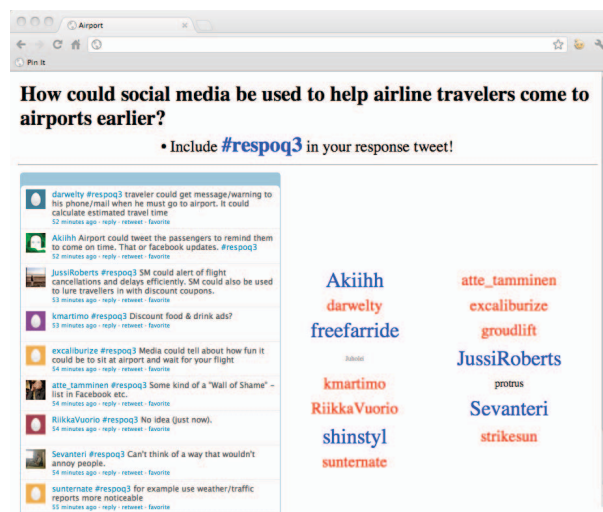 Airport
Pin It
How could social media be used to help airline travelers come to
airports earlier?
• Include #respoq3 in your response tweet!
darwelty #respoq3 traveler could get message/warning to
his phone/mail when he must go to airport. It could
calculate estimated travel time
52 minutes ago · reply · retweet · favorite
Akiihh Airport could tweet the passengers to remind them
to come on time. That or facebook updates. #respoq3
52 minutes ago · reply · retweet · favorite
JussiRoberts #respoq3 SM could alert of flight
cancellations and delays efficiently. SM could also be used
to lure travellers in with discount coupons.
53 minutes ago · reply · retweet · favorite
kmartimo #respoq3 Discount food & drink ads?
53 minutes ago · reply · retweet · favorite
excaliburize #respoq3 Media could tell about how fun it
could be to sit at airport and wait for your flight
54 minutes ago · reply · retweet · favorite
atte_tamminen #respoq3 Some kind of a "Wall of Shame" –
list in Facebook etc.
54 minutes ago · reply · retweet · favorite
RiikkaVuorio #respoq3 No idea (just now).
54 minutes ago · reply · retweet · favorite
Sevanteri #respoq3 Can't think of a way that wouldn't
annoy people.
54 minutes ago · reply · retweet · favorite
sunternate #respoq3 for example use weather/traffic
reports more noticeable
55 minutes ago · reply · retweet · favorite
Akiihh
darwelty
freefarride
kmartimo
RiikkaVuorio
shinstyl
sunternate
atte_tamminen
excaliburize
groudlift
JussiRoberts
protrus
Sevanteri
strikesun